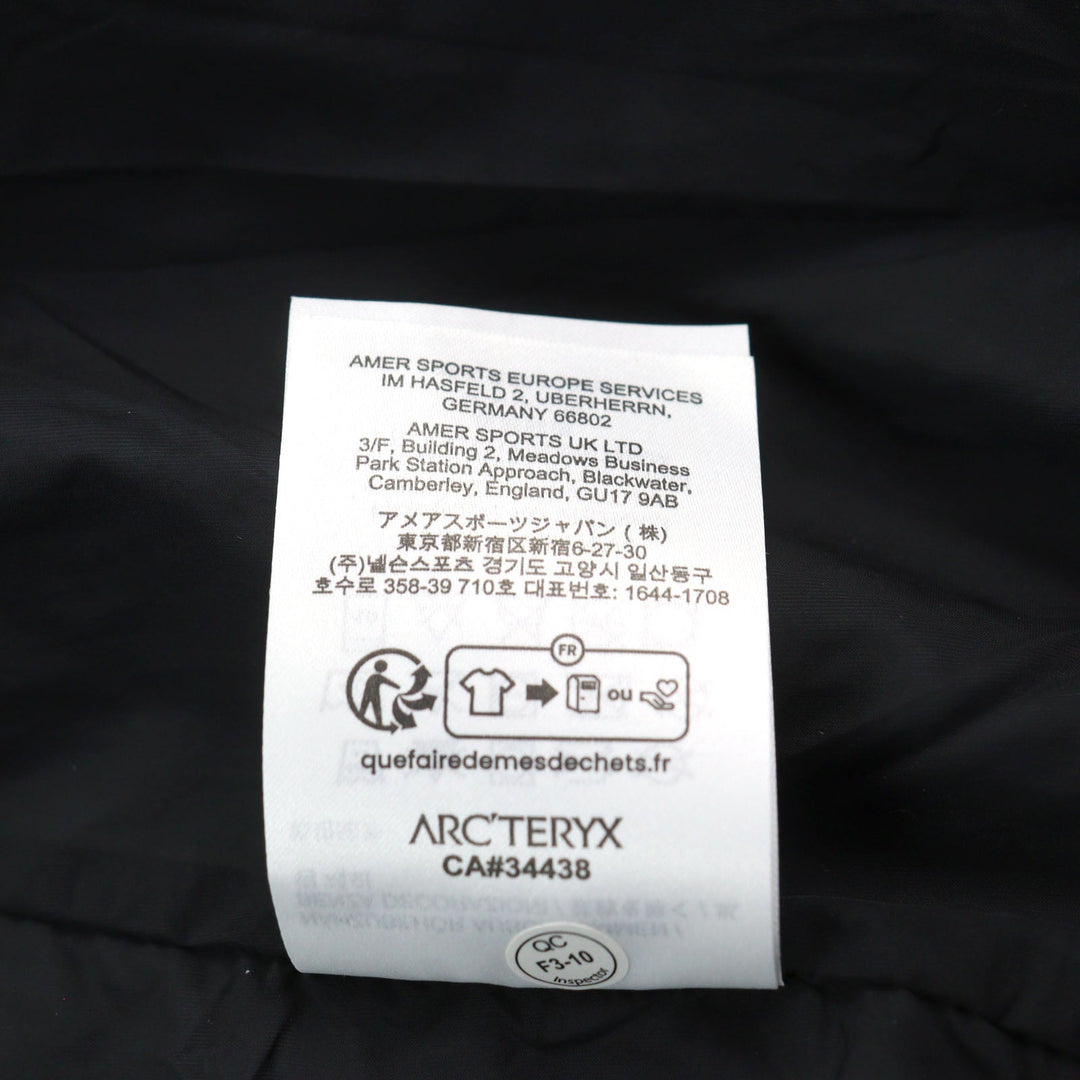 AMER SPORTS EUROPE SERVICES
IM HASFELD 2, UBERHERRN,
GERMANY 66802
AMER SPORTS UK LTD
3/F, Building 2, Meadows Business
Park Station Approach, Blackwater,
Camberley, England, GU17 9AB
アメアスポーツジャパン (株)
東京都新宿区新宿6-27-30
(주)넬슨스포츠 경기도 고양시 일산동구
호수로 358-39 710호 대표번호: 1644-1708
FR
ou
quefairedemesdechets.fr
ARC'TERYX
CA#34438
QC
F3-10
Inspector